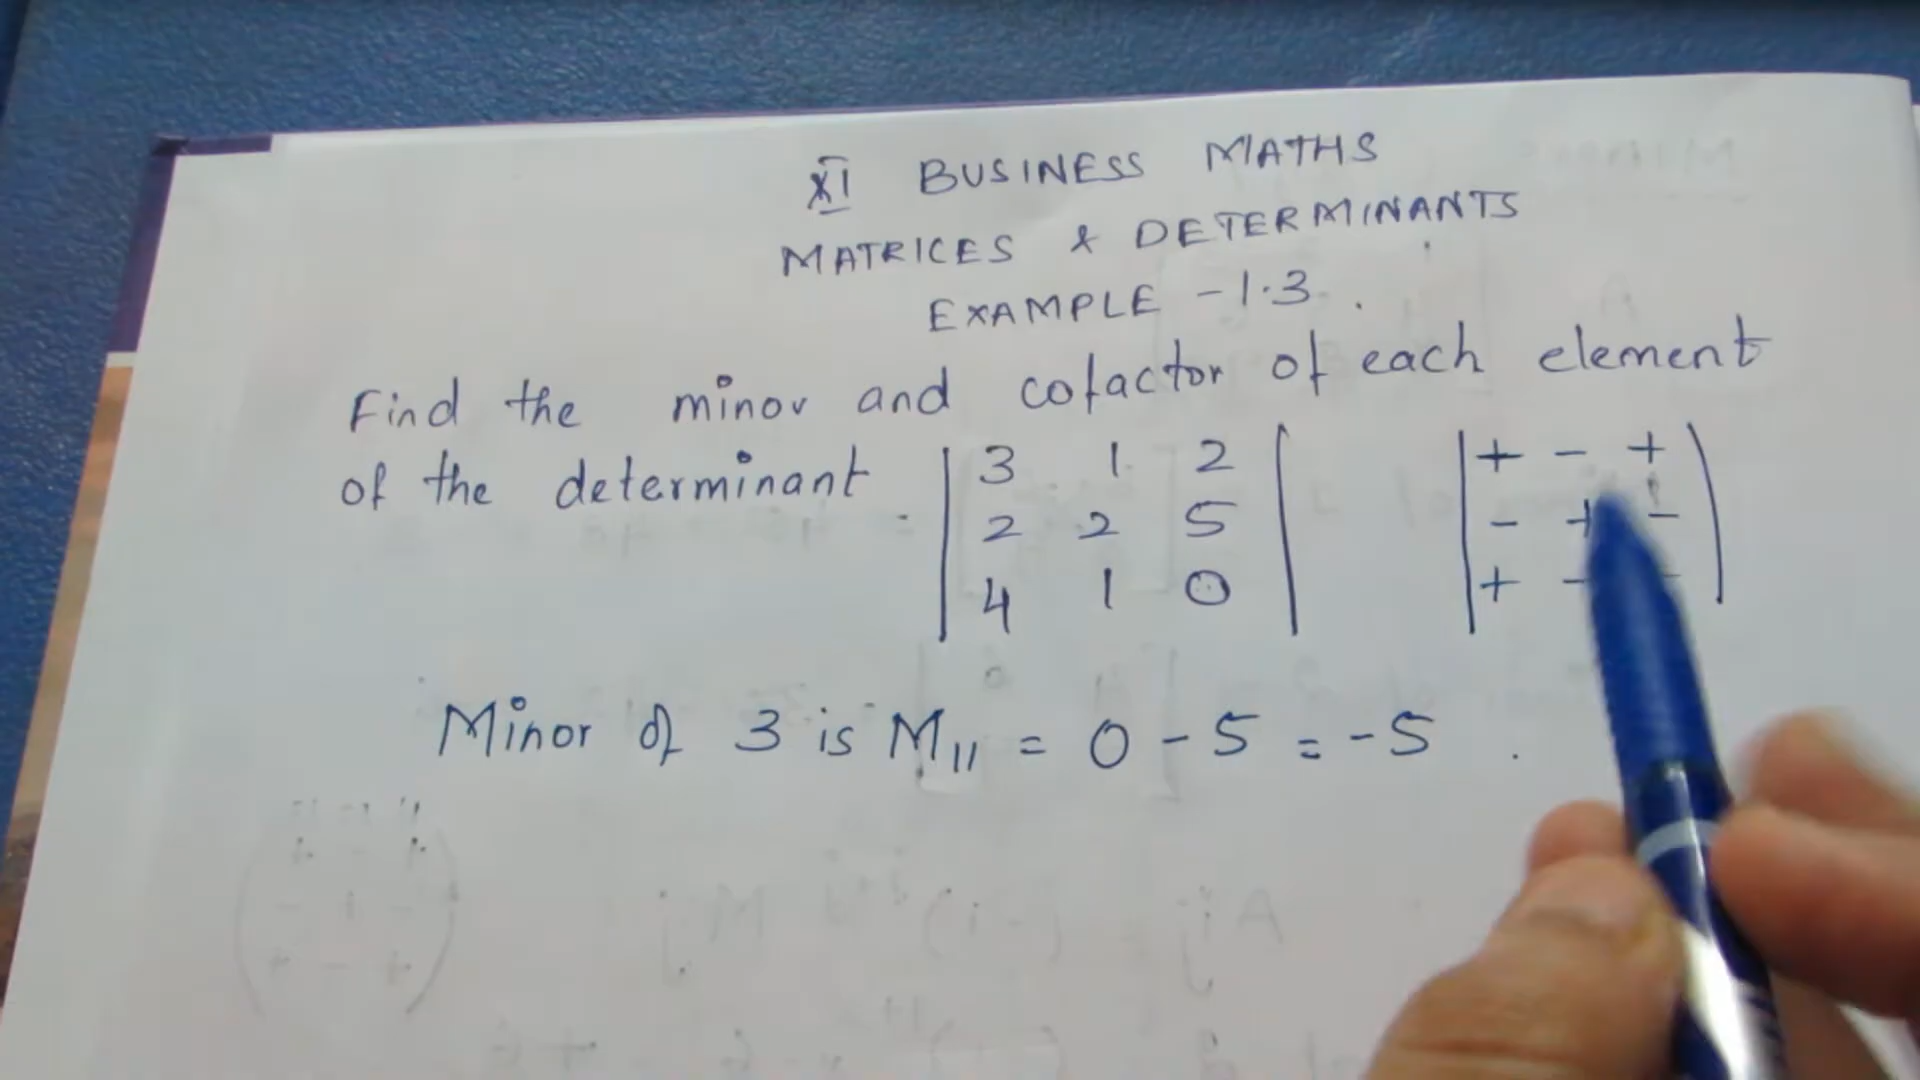 XI BUSINESS MATHS
MATRICES & DETERMINANTS
EXAMPLE - 1.3.
Find the minor and cofactor of each element
of the determinant | 3 1 2 | | + - + |
2 2 5 - + -
4 1 0 + -
Minor of 3 is M11 = 0 - 5 = -5.